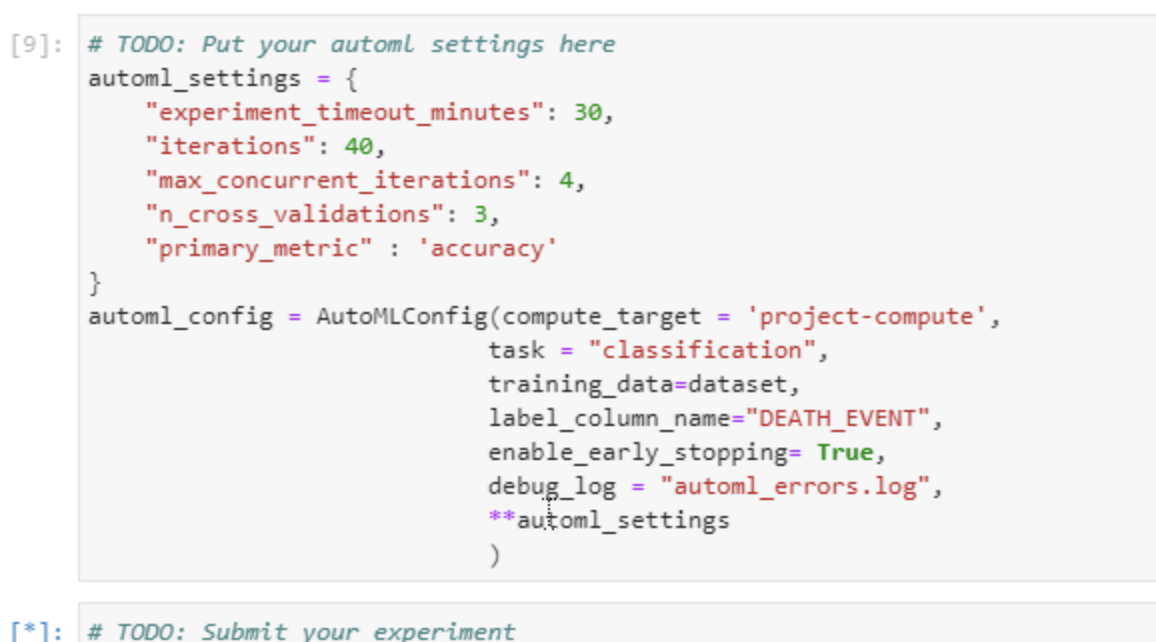 [9]: # TODO: Put your automl settings here
automl_settings = {
    "experiment_timeout_minutes": 30,
    "iterations": 40,
    "max_concurrent_iterations": 4,
    "n_cross_validations": 3,
    "primary_metric" : 'accuracy'
}
automl_config = AutoMLConfig(compute_target = 'project-compute',
                            task = "classification",
                            training_data=dataset,
                            label_column_name="DEATH_EVENT",
                            enable_early_stopping= True,
                            debug_log = "automl_errors.log",
                            **automl_settings
                            )
[*]: # TODO: Submit your experiment